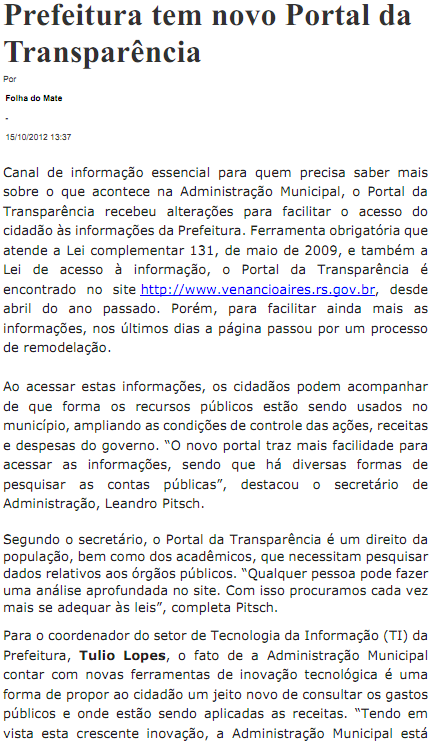 Prefeitura tem novo Portal da
Transparência
Por
Folha do Mate
-
15/10/2012 13:37
Canal de informação essencial para quem precisa saber mais
sobre o que acontece na Administração Municipal, o Portal da
Transparência recebeu alterações para facilitar o acesso do
cidadão às informações da Prefeitura. Ferramenta obrigatória que
atende a Lei complementar 131, de maio de 2009, e também a
Lei de acesso à informação, o Portal da Transparência é
encontrado no site http://www.venancioaires.rs.gov.br, desde
abril do ano passado. Porém, para facilitar ainda mais as
informações, nos últimos dias a página passou por um processo
de remodelação.
Ao acessar estas informações, os cidadãos podem acompanhar
de que forma os recursos públicos estão sendo usados no
município, ampliando as condições de controle das ações, receitas
e despesas do governo. “O novo portal traz mais facilidade para
acessar as informações, sendo que há diversas formas de
pesquisar as contas públicas”, destacou o secretário de
Administração, Leandro Pitsch.
Segundo o secretário, o Portal da Transparência é um direito da
população, bem como dos acadêmicos, que necessitam pesquisar
dados relativos aos órgãos públicos. “Qualquer pessoa pode fazer
uma análise aprofundada no site. Com isso procuramos cada vez
mais se adequar às leis”, completa Pitsch.
Para o coordenador do setor de Tecnologia da Informação (TI) da
Prefeitura, Tulio Lopes, o fato de a Administração Municipal
contar com novas ferramentas de inovação tecnológica é uma
forma de propor ao cidadão um jeito novo de consultar os gastos
públicos e onde estão sendo aplicadas as receitas. “Tendo em
vista esta crescente inovação, a Administração Municipal está